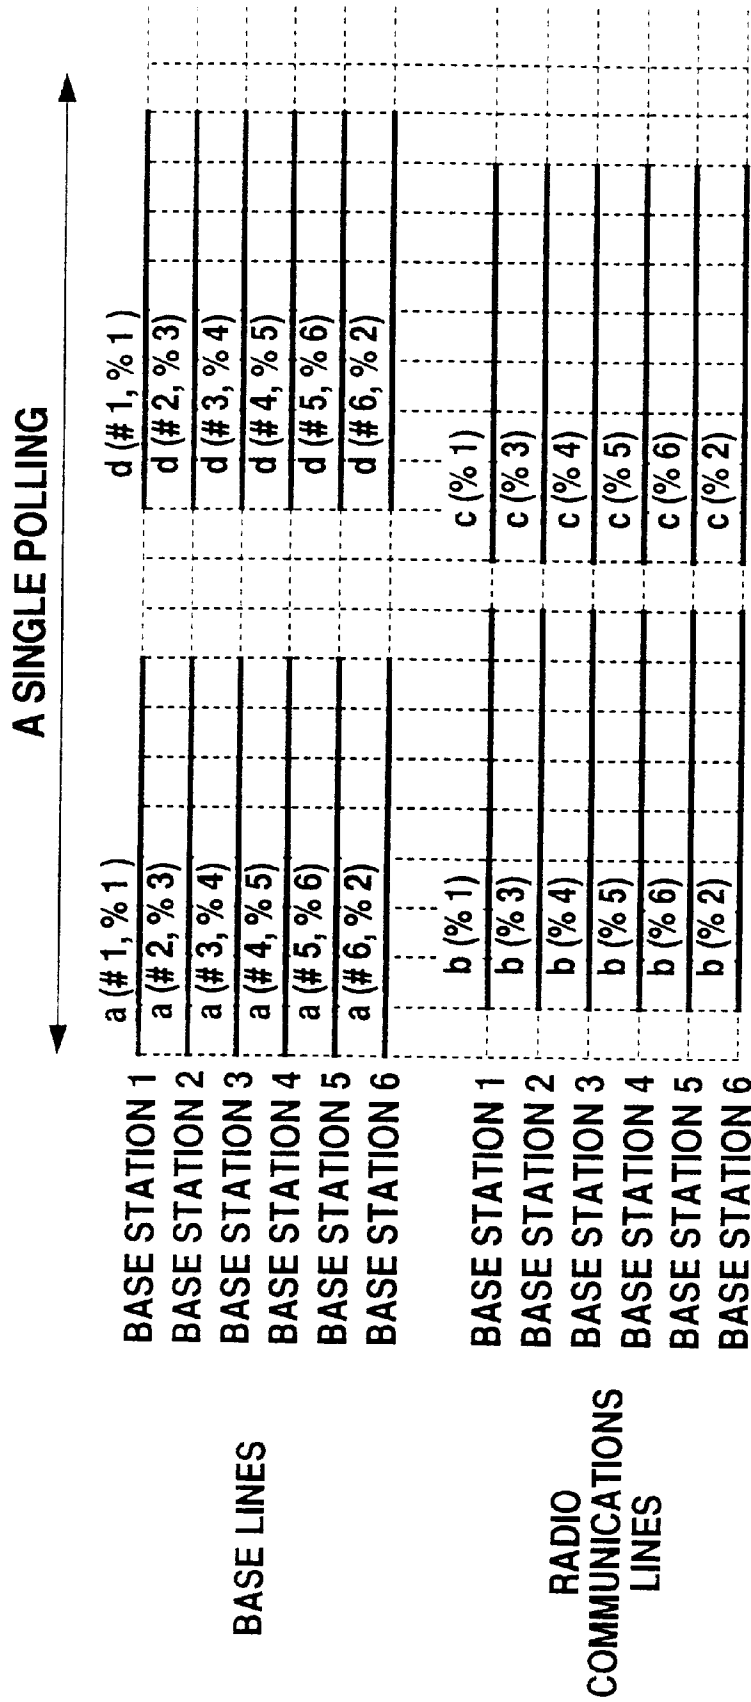 A SINGLE POLLING
BASE LINES
BASE STATION 1
a (# 1, % 1)
d (# 1, % 1)
BASE STATION 2
a (# 2, % 3)
d (# 2, % 3)
BASE STATION 3
a (# 3, % 4)
d (# 3, % 4)
BASE STATION 4
a (# 4, % 5)
d (# 4, % 5)
BASE STATION 5
a (# 5, % 6)
d (# 5, % 6)
BASE STATION 6
a (# 6, % 2)
d (# 6, % 2)
RADIO
COMMUNICATIONS
LINES
BASE STATION 1
b (% 1)
c (% 1)
BASE STATION 2
b (% 3)
c (% 3)
BASE STATION 3
b (% 4)
c (% 4)
BASE STATION 4
b (% 5)
c (% 5)
BASE STATION 5
b (% 6)
c (% 6)
BASE STATION 6
b (% 2)
c (% 2)